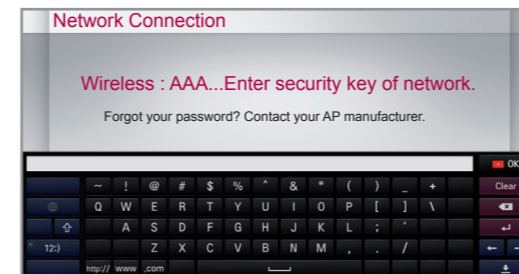 Network Connection
Wireless : AAA...Enter security key of network.
Forgot your password? Contact your AP manufacturer.
OK
~ ! @ # $ % ^ & * ( ) _ + Clear
Q W E R T Y U I O P [ ] \
A S D F G H J K L ; '
12:) Z X C V B N M , . /
http:// www .com